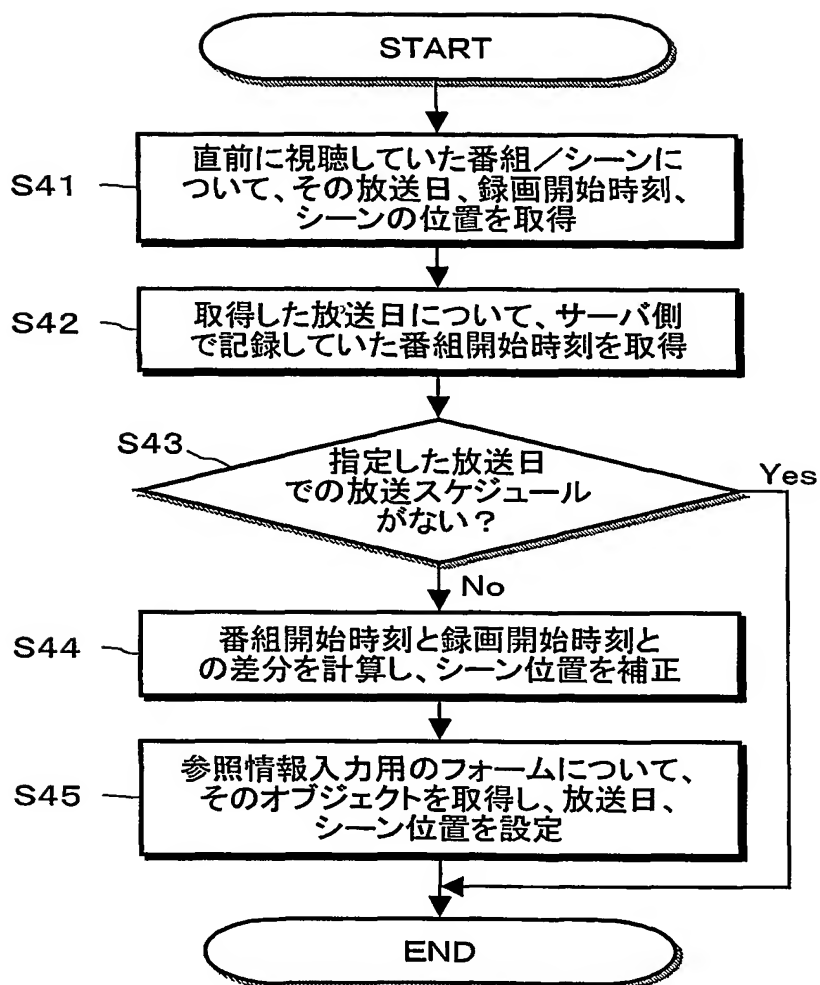 START
S41
直前に視聴していた番組／シーンに
ついて、その放送日、録画開始時刻、
シーンの位置を取得
S42
取得した放送日について、サーバ側
で記録していた番組開始時刻を取得
S43
指定した放送日
での放送スケジュール
がない？
Yes
No
S44
番組開始時刻と録画開始時刻と
の差分を計算し、シーン位置を補正
S45
参照情報入力用のフォームについて、
そのオブジェクトを取得し、放送日、
シーン位置を設定
END